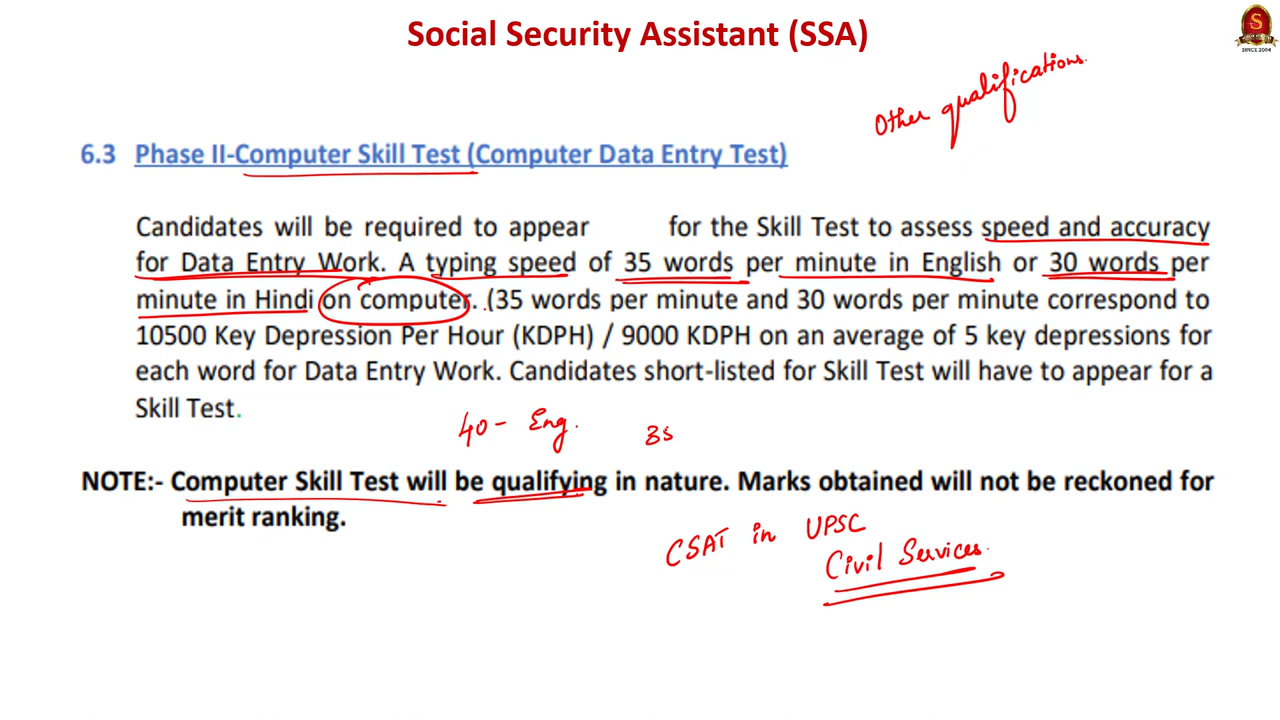 Social Security Assistant (SSA)
S
SINCE 2004
Other qualifications.
6.3 Phase II-Computer Skill Test (Computer Data Entry Test)
Candidates will be required to appear for the Skill Test to assess speed and accuracy
for Data Entry Work. A typing speed of 35 words per minute in English or 30 words per
minute in Hindi on computer. (35 words per minute and 30 words per minute correspond to
10500 Key Depression Per Hour (KDPH) / 9000 KDPH on an average of 5 key depressions for
each word for Data Entry Work. Candidates short-listed for Skill Test will have to appear for a
Skill Test.
40 - Eng. 35
NOTE:- Computer Skill Test will be qualifying in nature. Marks obtained will not be reckoned for
merit ranking.
CSAT in UPSC
Civil Services.